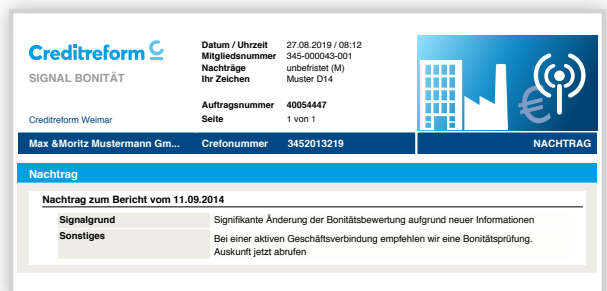 Creditreform C
SIGNAL BONITÄT
Creditreform Weimar
Datum / Uhrzeit 27.08.2019 / 08:12
Mitgliedsnummer 345-000043-001
Nachträge unbefristet (M)
Ihr Zeichen Muster D14
Auftragsnummer 40054447
Seite 1 von 1
€
Max &Moritz Mustermann Gm... Crefonummer 3452013219 NACHTRAG
Nachtrag
Nachtrag zum Bericht vom 11.09.2014
Signalgrund Signifikante Änderung der Bonitätsbewertung aufgrund neuer Informationen
Sonstiges Bei einer aktiven Geschäftsverbindung empfehlen wir eine Bonitätsprüfung.
Auskunft jetzt abrufen